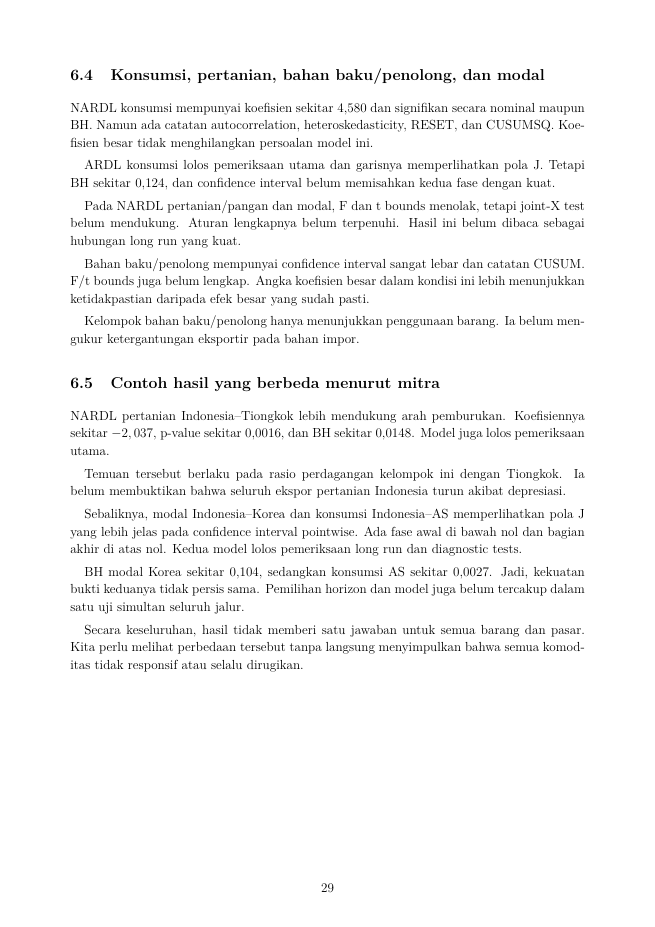 6.4 Konsumsi, pertanian, bahan baku/penolong, dan modal
NARDL konsumsi mempunyai koefisien sekitar 4,580 dan signifikan secara nominal maupun
BH. Namun ada catatan autocorrelation, heteroskedasticity, RESET, dan CUSUMSQ. Koe-
fisien besar tidak menghilangkan persoalan model ini.
ARDL konsumsi lolos pemeriksaan utama dan garisnya memperlihatkan pola J. Tetapi
BH sekitar 0,124, dan confidence interval belum memisahkan kedua fase dengan kuat.
Pada NARDL pertanian/pangan dan modal, F dan t bounds menolak, tetapi joint-X test
belum mendukung. Aturan lengkapnya belum terpenuhi. Hasil ini belum dibaca sebagai
hubungan long run yang kuat.
Bahan baku/penolong mempunyai confidence interval sangat lebar dan catatan CUSUM.
F/t bounds juga belum lengkap. Angka koefisien besar dalam kondisi ini lebih menunjukkan
ketidakpastian daripada efek besar yang sudah pasti.
Kelompok bahan baku/penolong hanya menunjukkan penggunaan barang. Ia belum men-
gukur ketergantungan eksportir pada bahan impor.
6.5 Contoh hasil yang berbeda menurut mitra
NARDL pertanian Indonesia–Tiongkok lebih mendukung arah pemburukan. Koefisiennya
sekitar −2, 037, p-value sekitar 0,0016, dan BH sekitar 0,0148. Model juga lolos pemeriksaan
utama.
Temuan tersebut berlaku pada rasio perdagangan kelompok ini dengan Tiongkok. Ia
belum membuktikan bahwa seluruh ekspor pertanian Indonesia turun akibat depresiasi.
Sebaliknya, modal Indonesia–Korea dan konsumsi Indonesia–AS memperlihatkan pola J
yang lebih jelas pada confidence interval pointwise. Ada fase awal di bawah nol dan bagian
akhir di atas nol. Kedua model lolos pemeriksaan long run dan diagnostic tests.
BH modal Korea sekitar 0,104, sedangkan konsumsi AS sekitar 0,0027. Jadi, kekuatan
bukti keduanya tidak persis sama. Pemilihan horizon dan model juga belum tercakup dalam
satu uji simultan seluruh jalur.
Secara keseluruhan, hasil tidak memberi satu jawaban untuk semua barang dan pasar.
Kita perlu melihat perbedaan tersebut tanpa langsung menyimpulkan bahwa semua komod-
itas tidak responsif atau selalu dirugikan.
29